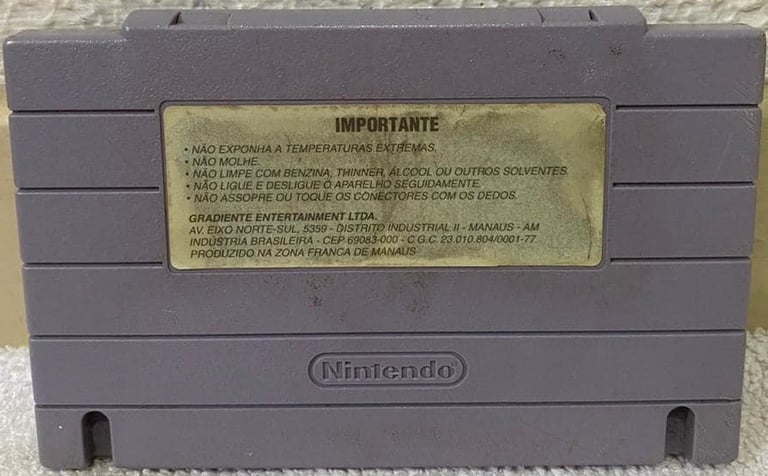 IMPORTANTE
• NÃO EXPONHA A TEMPERATURAS EXTREMAS.
• NÃO MOLHE.
• NÃO LIMPE COM BENZINA, THINNER, ÁLCOOL OU OUTROS SOLVENTES.
• NÃO LIGUE E DESLIGUE O APARELHO SEGUIDAMENTE.
• NÃO ASSOPRE OU TOQUE OS CONECTORES COM OS DEDOS.
GRADIENTE ENTERTAINMENT LTDA.
AV. EIXO NORTE-SUL, 5359 - DISTRITO INDUSTRIAL II - MANAUS - AM
INDÚSTRIA BRASILEIRA - CEP 69083-000 - C.G.C. 23.010.804/0001-77
PRODUZIDO NA ZONA FRANCA DE MANAUS
Nintendo